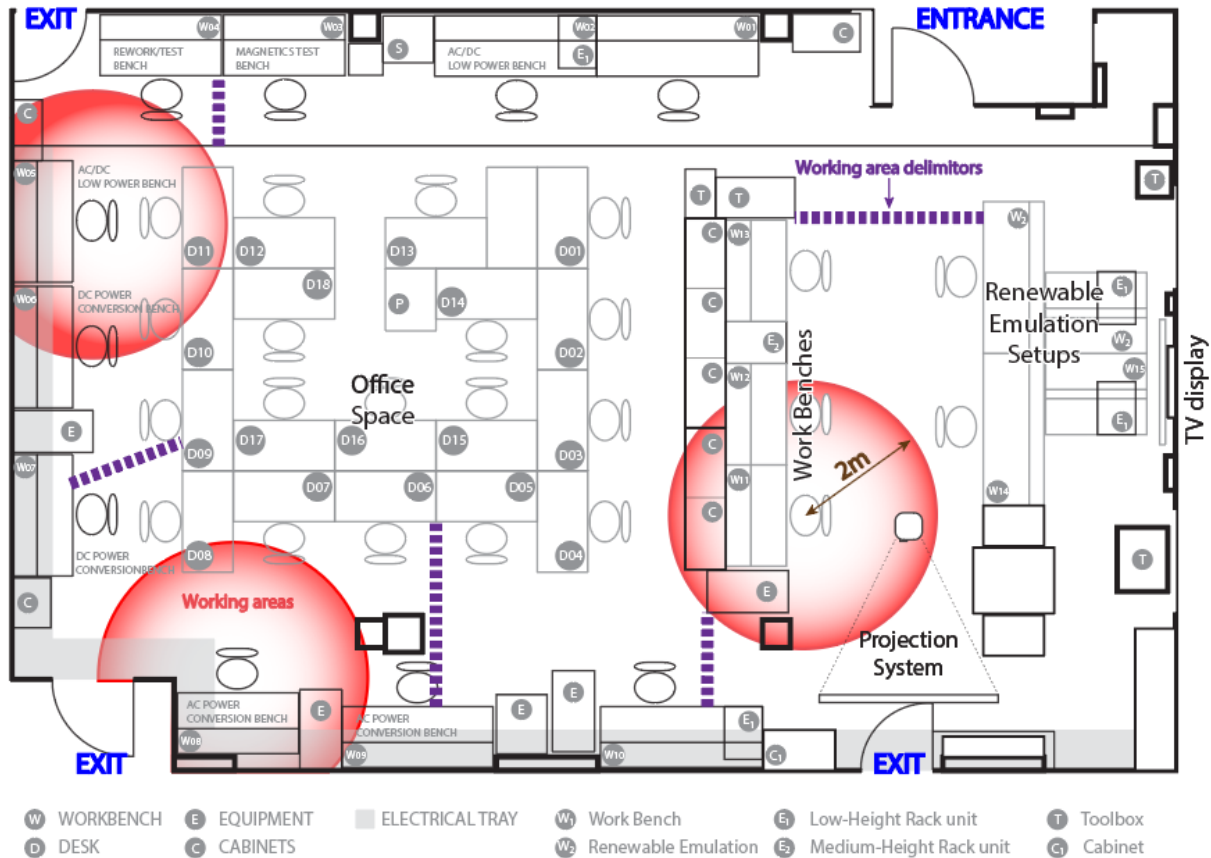 EXIT
ENTRANCE
W04
W03
W02
W01
C
REWORK/TEST
BENCH
MAGNETICS TEST
BENCH
S
AC/DC
LOW POWER BENCH
E1
C
W05
AC/DC
LOW POWER BENCH
Working area delimitors
T
T
T
D11
D12
D13
D01
C
W13
W2
W06
DC POWER
CONVERSION BENCH
D18
P
D14
C
E2
Renewable
Emulation
Setups
E1
W2
D10
D02
C
W12
W15
Office
Space
Work Benches
TV display
E1
E
D17
D16
D15
C
W07
D09
D03
W11
2m
D07
D06
D05
C
W14
DC POWER
CONVERSIONBENCH
D08
D04
T
C
Working areas
E
Projection
System
AC POWER
CONVERSION BENCH
E
AC POWER
CONVERSION BENCH
E
E
E1
W08
W09
W10
C1
EXIT
EXIT
W WORKBENCH
E EQUIPMENT
ELECTRICAL TRAY
W1 Work Bench
E1 Low-Height Rack unit
T Toolbox
D DESK
C CABINETS
W2 Renewable Emulation
E2 Medium-Height Rack unit
C1 Cabinet